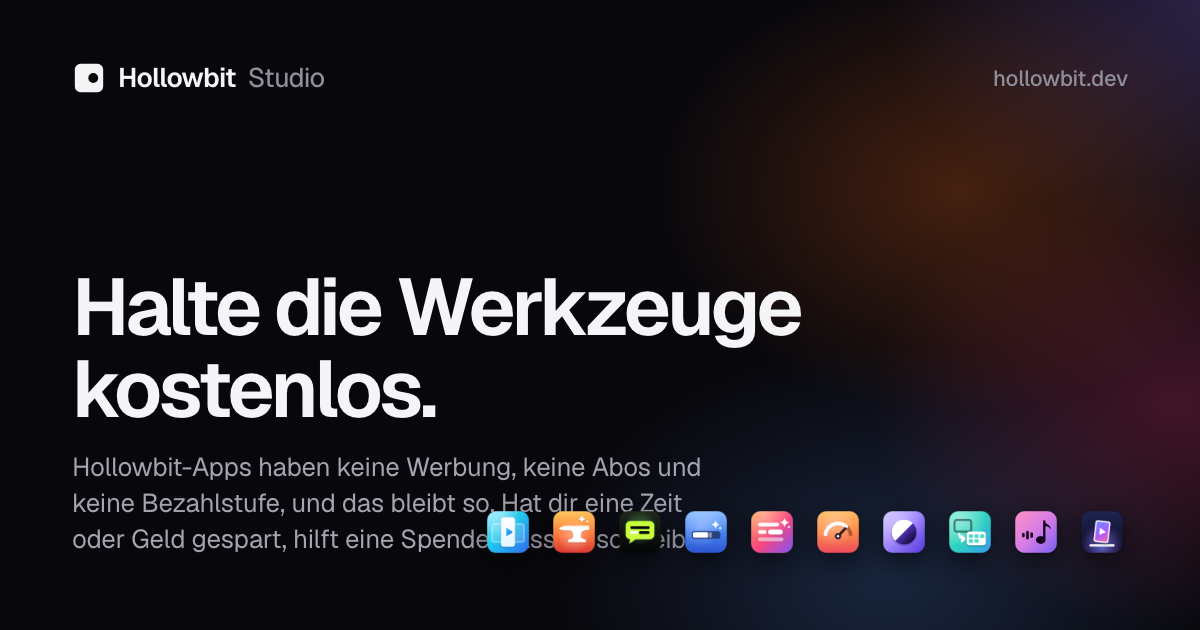 Hollowbit Studio
hollowbit.dev
Halte die Werkzeuge
kostenlos.
Hollowbit-Apps haben keine Werbung, keine Abos und
keine Bezahlstufe, und das bleibt so. Hat dir eine Zeit
oder Geld gespart, hilft eine Spende